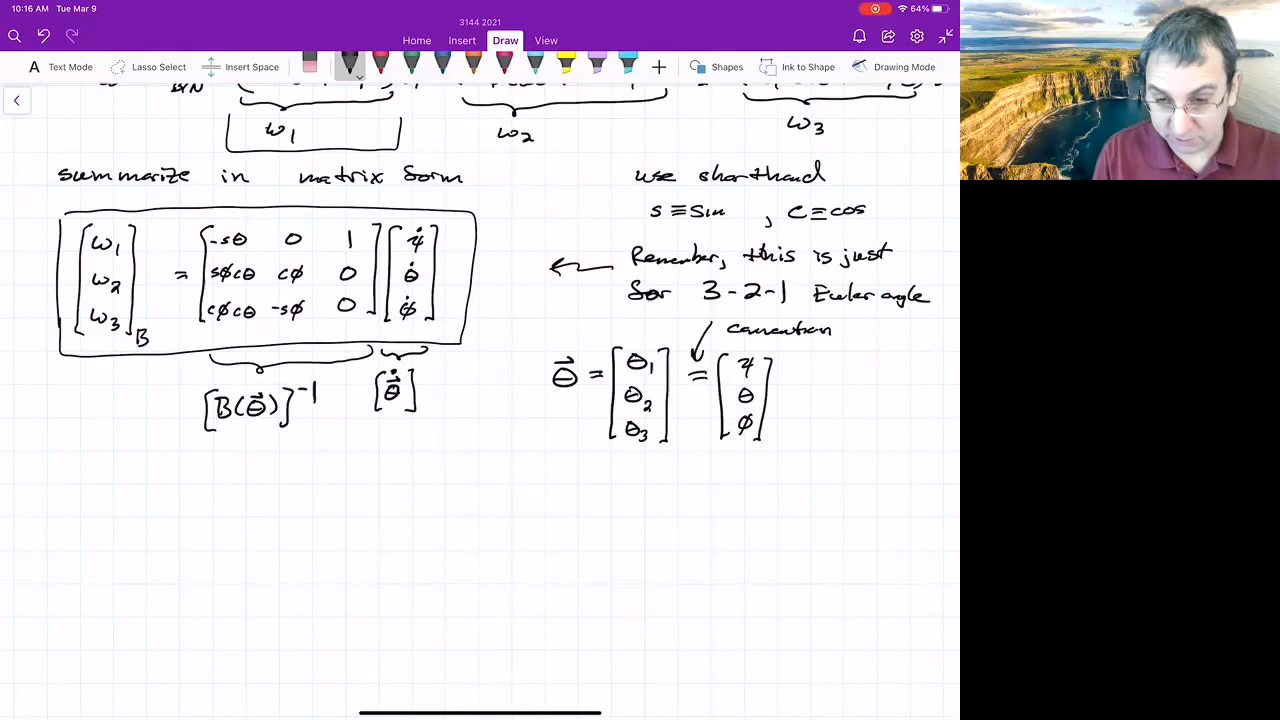 10:16 AM Tue Mar 9
64%
3144 2021
Home Insert Draw View
Text Mode Lasso Select Insert Space Shapes Ink to Shape Drawing Mode
B/N
ω1 ω2 ω3
summarize in matrix form
use shorthand
s ≡ sin , c ≡ cos
[ω1 ω2 ω3]B = [-sθ 0 1; sφcθ cφ 0; cφcθ -sφ 0] [ψ̇ θ̇ φ̇]
Remember, this is just
for 3-2-1 Euler angle
convention
[B(θ⃗)]^-1 [θ⃗̇]
θ⃗ = [θ1 θ2 θ3] = [ψ θ φ]